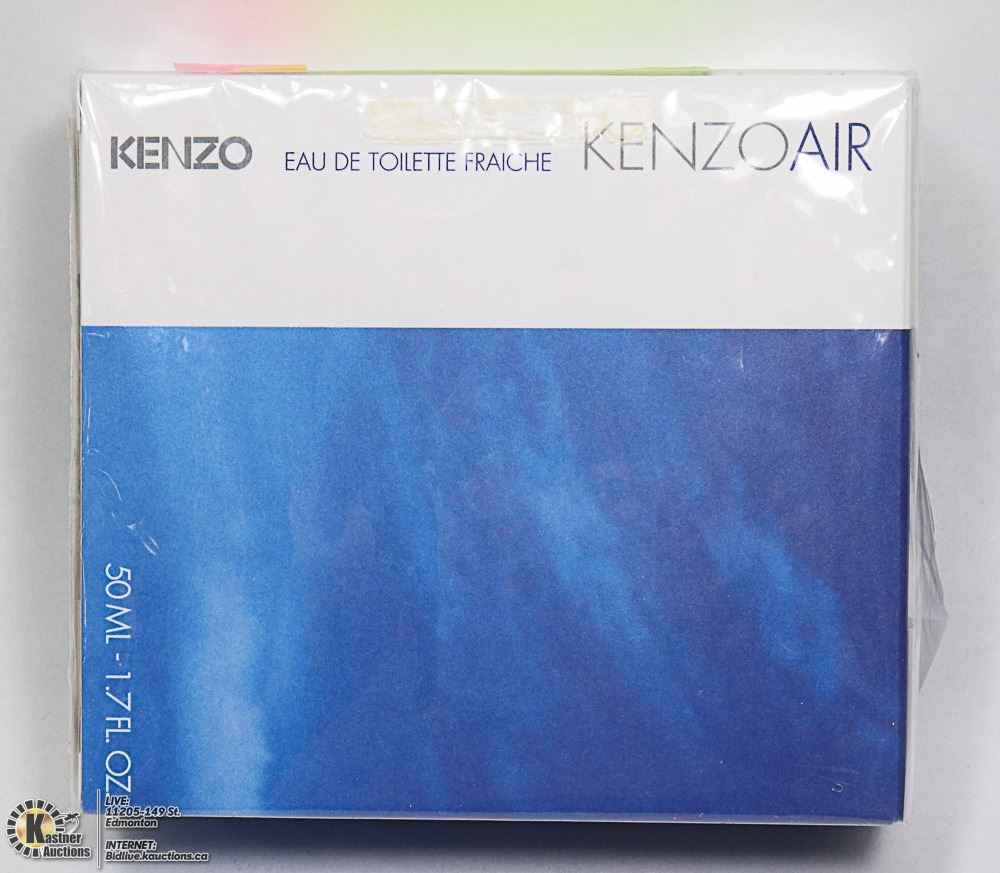 KENZO
EAU DE TOILETTE FRAICHE
KENZOAIR
50 ML - 1.7 FL. OZ
Kastner
Auctions
LIVE:
11205-149 St.
Edmonton
INTERNET:
Bidlive.kauctions.ca